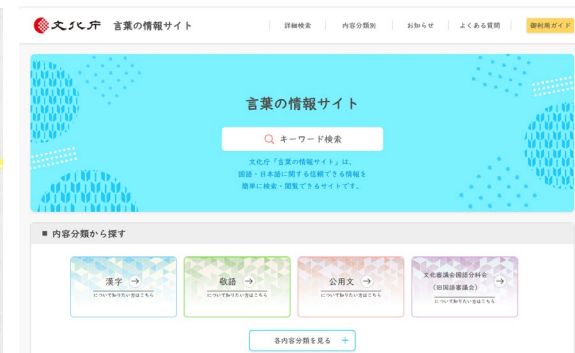 文化庁 言葉の情報サイト
詳細検索 内容分類別 お知らせ よくある質問 御利用ガイド
言葉の情報サイト
キーワード検索
文化庁「言葉の情報サイト」は、
国語・日本語に関する信頼できる情報を
簡単に検索・閲覧できるサイトです。
■ 内容分類から探す
漢字 →
について知りたい方はこちら
敬語 →
について知りたい方はこちら
公用文 →
について知りたい方はこちら
文化審議会国語分科会
(旧国語審議会) →
について知りたい方はこちら
各内容分類を見る +